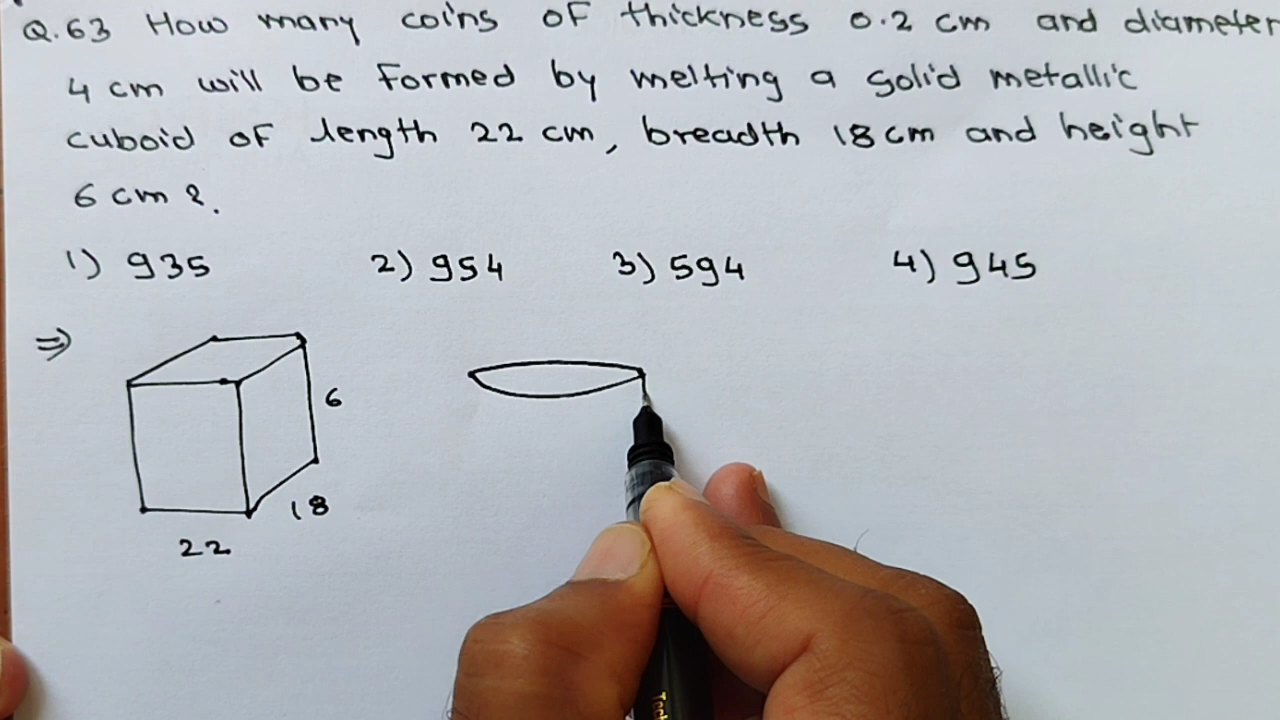 Q.63 How many coins of thickness 0.2 cm and diameter
4 cm will be formed by melting a solid metallic
cuboid of length 22 cm, breadth 18 cm and height
6 cm ?.
1) 935 2) 954 3) 594 4) 945
⇒
6
18
22
Tec